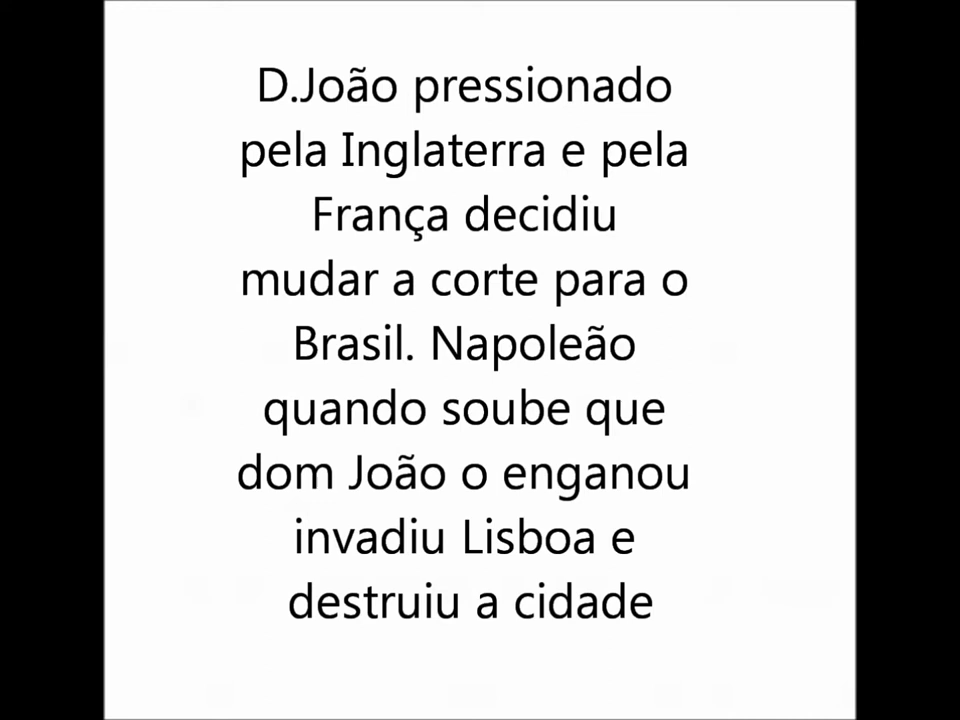 D.João pressionado
pela Inglaterra e pela
França decidiu
mudar a corte para o
Brasil. Napoleão
quando soube que
dom João o enganou
invadiu Lisboa e
destruiu a cidade